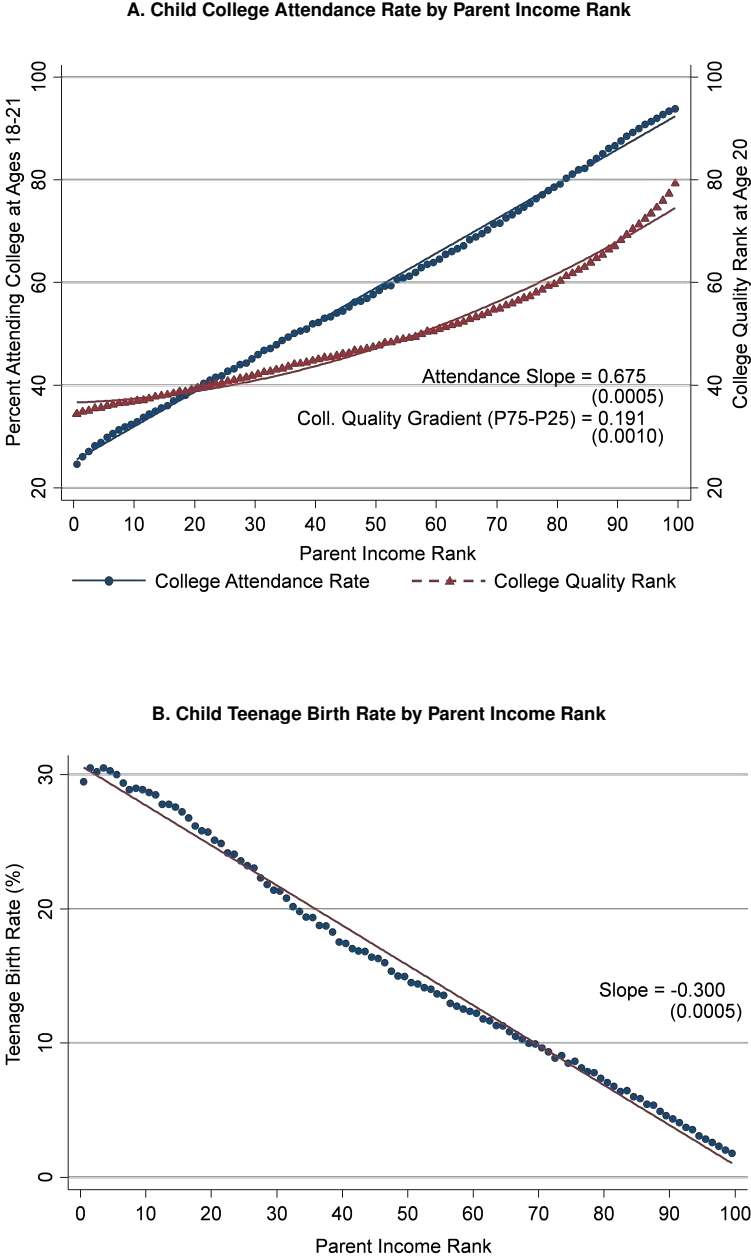 A. Child College Attendance Rate by Parent Income Rank
Percent Attending College at Ages 18-21
College Quality Rank at Age 20
100
80
60
40
20
100
80
60
40
20
Attendance Slope = 0.675
(0.0005)
Coll. Quality Gradient (P75-P25) = 0.191
(0.0010)
0 10 20 30 40 50 60 70 80 90 100
Parent Income Rank
College Attendance Rate College Quality Rank
B. Child Teenage Birth Rate by Parent Income Rank
Teenage Birth Rate (%)
30
20
10
0
Slope = -0.300
(0.0005)
0 10 20 30 40 50 60 70 80 90 100
Parent Income Rank